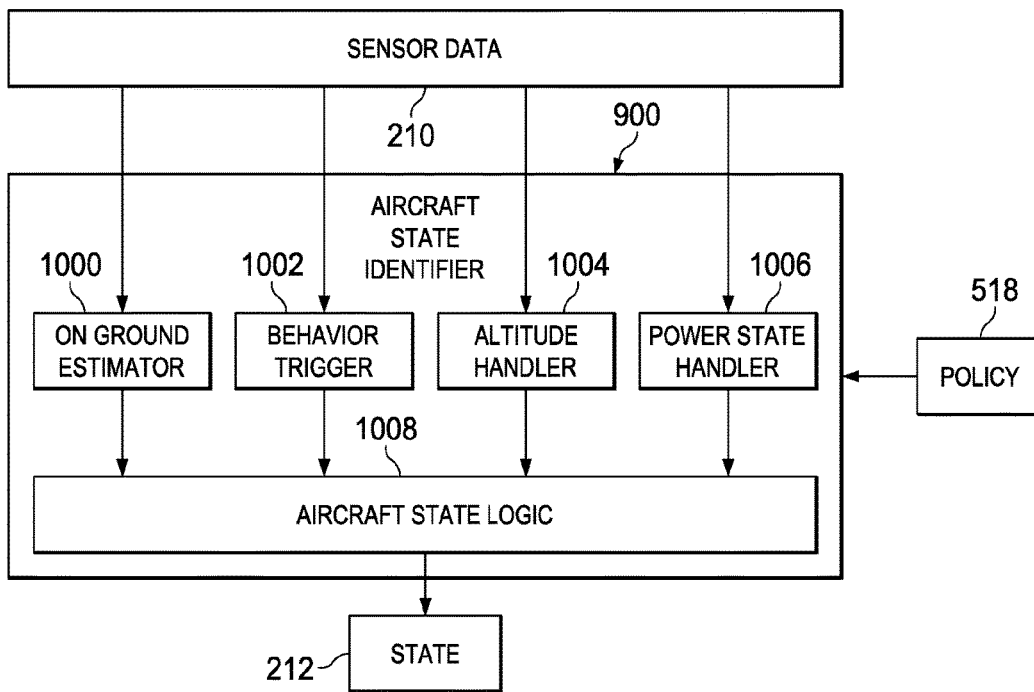 SENSOR DATA
210
900
AIRCRAFT
STATE
IDENTIFIER
1000
1002
1004
1006
518
ON GROUND
ESTIMATOR
BEHAVIOR
TRIGGER
ALTITUDE
HANDLER
POWER STATE
HANDLER
POLICY
1008
AIRCRAFT STATE LOGIC
212
STATE